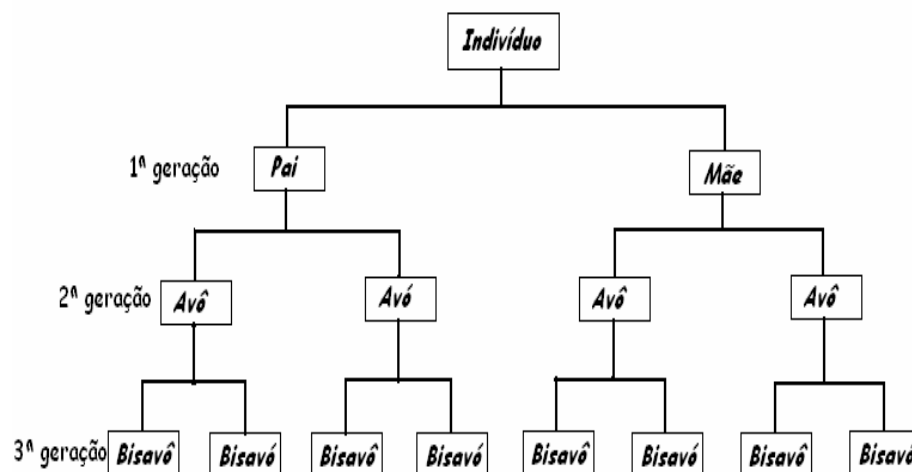 Indivíduo
1ª geração Pai Mãe
2ª geração Avô Avó Avô Avô
3ª geração Bisavô Bisavó Bisavô Bisavó Bisavô Bisavó Bisavô Bisavó